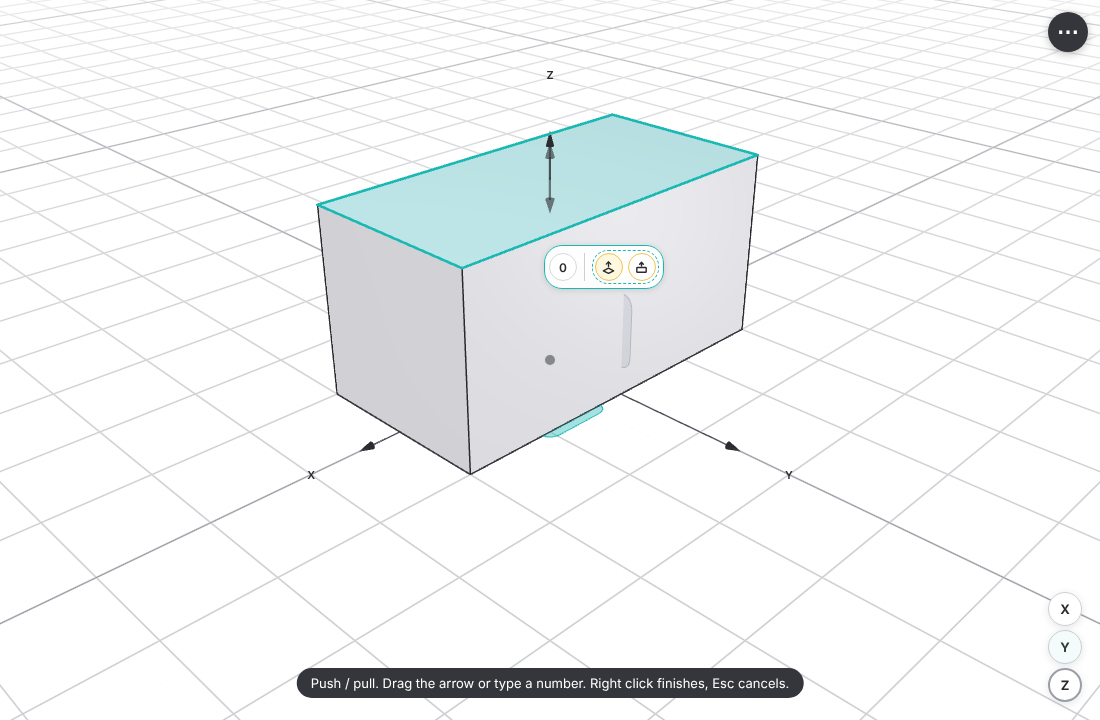 Z
0
X
Y
X
Y
Z
Push / pull. Drag the arrow or type a number. Right click finishes, Esc cancels.